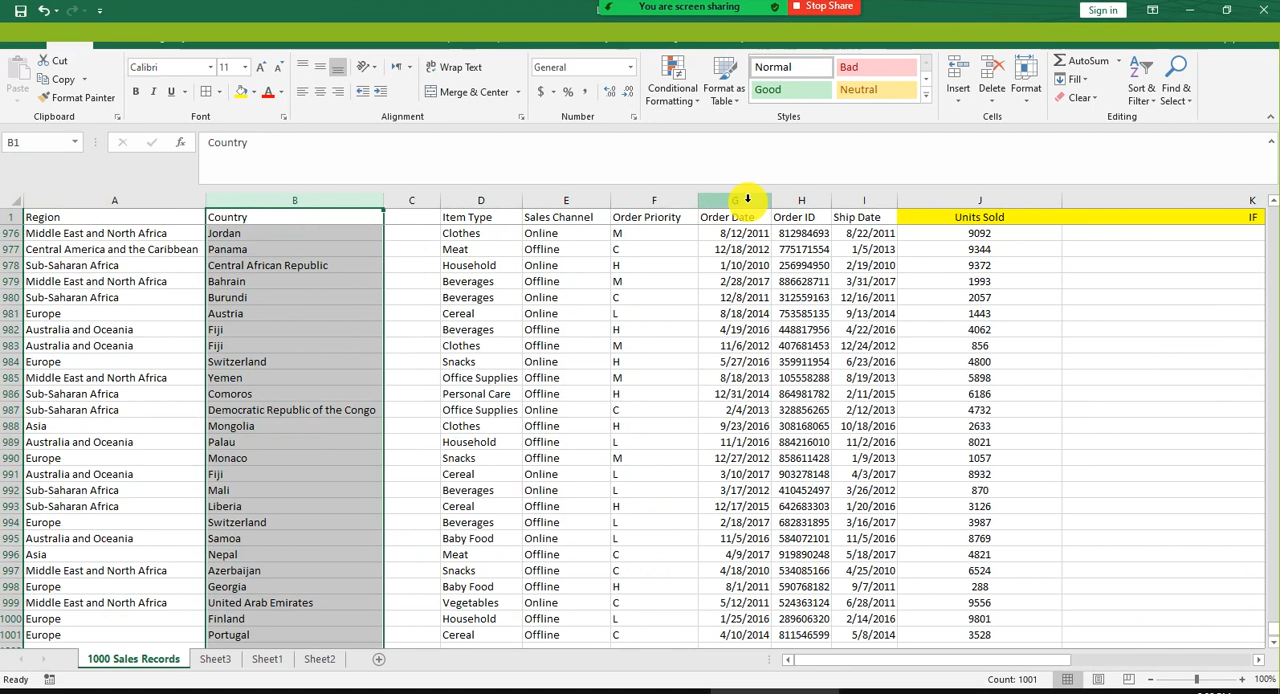 You are screen sharing Stop Share
Sign in
Cut
Copy
Format Painter
Paste
Calibri 11
B I U
Wrap Text
Merge & Center
General
$ % ,
Conditional Formatting
Format as Table
Normal Bad
Good Neutral
Insert Delete Format
AutoSum
Fill
Clear
Sort & Filter
Find & Select
Clipboard Font Alignment Number Styles Cells Editing
B1 fx Country
A B C D E F G H I J K
1 Region Country Item Type Sales Channel Order Priority Order Date Order ID Ship Date Units Sold IF
976 Middle East and North Africa Jordan Clothes Online M 8/12/2011 812984693 8/22/2011 9092
977 Central America and the Caribbean Panama Meat Offline C 12/18/2012 775171554 1/5/2013 9344
978 Sub-Saharan Africa Central African Republic Household Online H 1/10/2010 256994950 2/19/2010 9372
979 Middle East and North Africa Bahrain Beverages Offline M 2/28/2017 886628711 3/31/2017 1993
980 Sub-Saharan Africa Burundi Beverages Online C 12/8/2011 312559163 12/16/2011 2057
981 Europe Austria Cereal Online L 8/18/2014 753585135 9/13/2014 1443
982 Australia and Oceania Fiji Beverages Offline H 4/19/2016 448817956 4/22/2016 4062
983 Australia and Oceania Fiji Clothes Offline M 11/6/2012 407681453 12/24/2012 856
984 Europe Switzerland Snacks Online H 5/27/2016 359911954 6/23/2016 4800
985 Middle East and North Africa Yemen Office Supplies Offline M 8/18/2013 105558288 8/19/2013 5898
986 Sub-Saharan Africa Comoros Personal Care Offline H 12/31/2014 864981782 2/11/2015 6186
987 Sub-Saharan Africa Democratic Republic of the Congo Office Supplies Online C 2/4/2013 328856265 2/12/2013 4732
988 Asia Mongolia Clothes Offline H 9/23/2016 308168065 10/18/2016 2633
989 Australia and Oceania Palau Household Online L 11/1/2016 884216010 11/2/2016 8021
990 Europe Monaco Snacks Offline M 12/27/2012 858611428 1/9/2013 1057
991 Australia and Oceania Fiji Cereal Online L 3/10/2017 903278148 4/3/2017 8932
992 Sub-Saharan Africa Mali Beverages Online L 3/17/2012 410452497 3/26/2012 870
993 Sub-Saharan Africa Liberia Cereal Offline H 12/17/2015 642683303 1/20/2016 3126
994 Europe Switzerland Beverages Offline L 2/18/2017 682831895 3/16/2017 3987
995 Australia and Oceania Samoa Baby Food Online L 11/5/2016 584072101 11/5/2016 8769
996 Asia Nepal Meat Offline C 4/9/2017 919890248 5/18/2017 4821
997 Middle East and North Africa Azerbaijan Snacks Offline C 4/18/2010 534085166 4/25/2010 6524
998 Europe Georgia Baby Food Offline H 8/1/2011 590768182 9/7/2011 288
999 Middle East and North Africa United Arab Emirates Vegetables Online C 5/12/2011 524363124 6/28/2011 9556
1000 Europe Finland Household Offline L 1/25/2016 289606320 2/14/2016 9801
1001 Europe Portugal Cereal Offline C 4/10/2014 811546599 5/8/2014 3528
1000 Sales Records Sheet3 Sheet1 Sheet2
Ready Count: 1001 100%